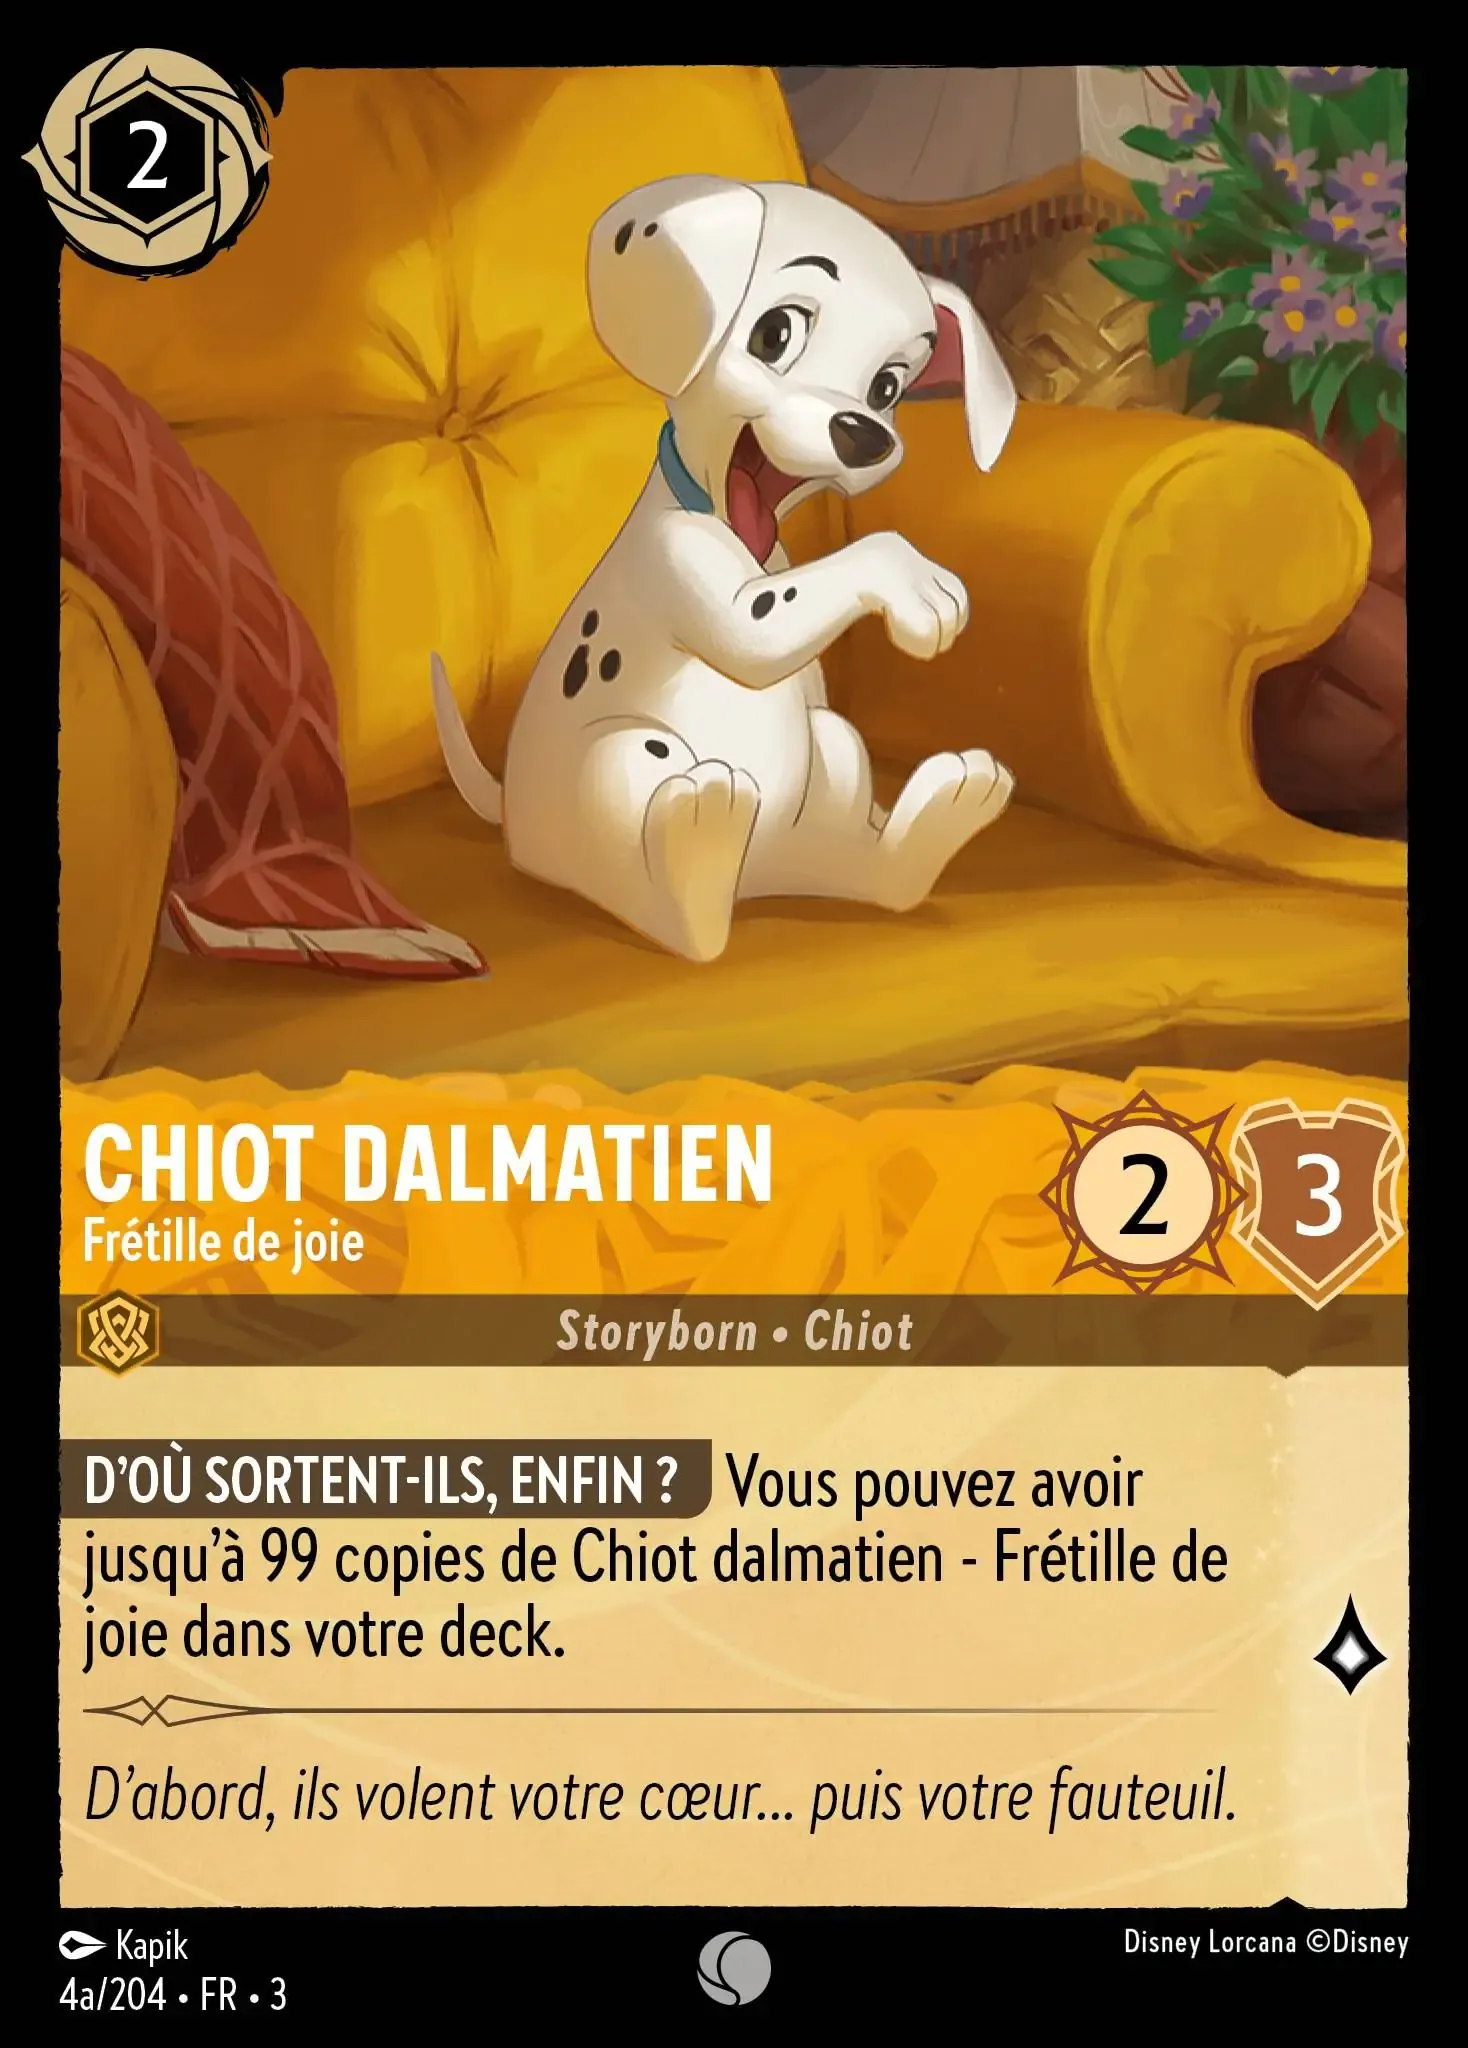 2
CHIOT DALMATIEN
Frétille de joie
2
3
Storyborn • Chiot
D'OÙ SORTENT-ILS, ENFIN ? Vous pouvez avoir
jusqu'à 99 copies de Chiot dalmatien - Frétille de
joie dans votre deck.
D'abord, ils volent votre cœur... puis votre fauteuil.
Kapik
Disney Lorcana ©Disney
4a/204 • FR • 3